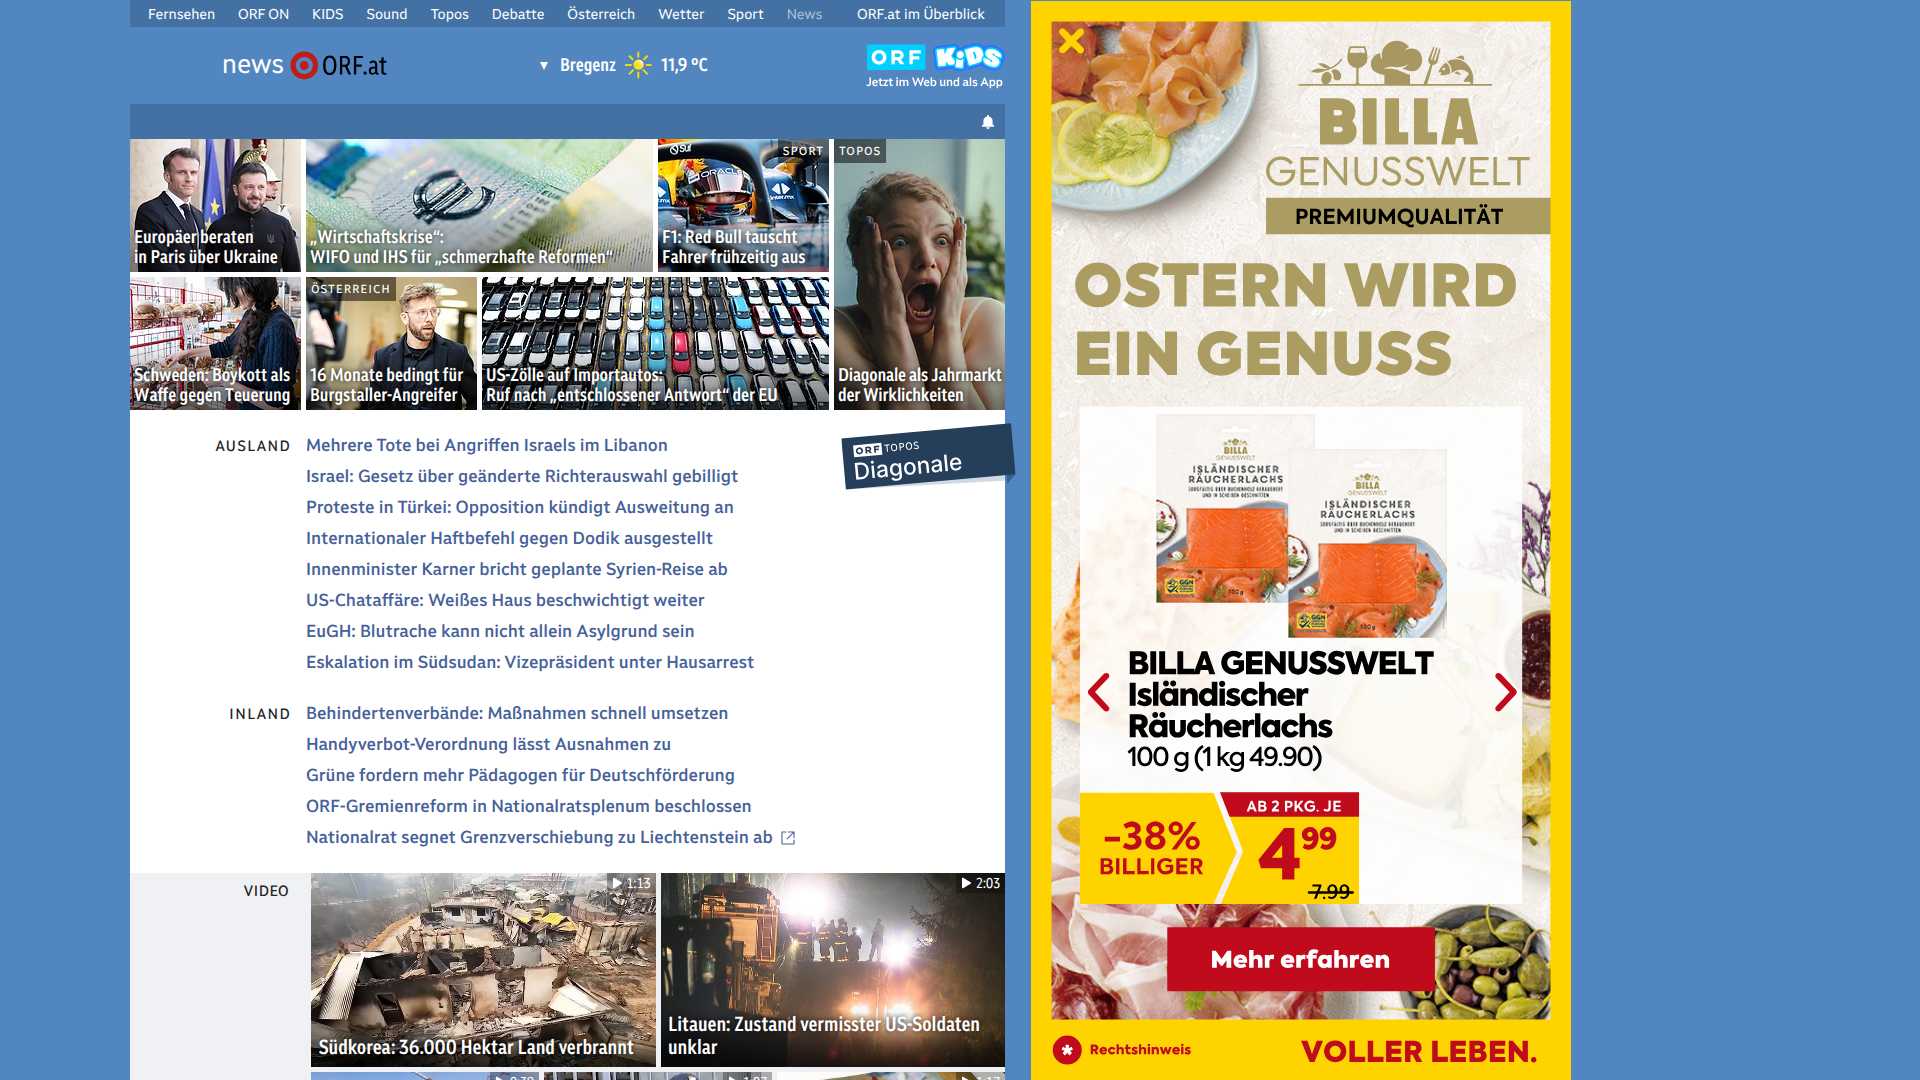 Fernsehen ORF ON KIDS Sound Topos Debatte Österreich Wetter Sport News ORF.at im Überblick
news ORF.at
Bregenz 11,9 °C
ORF KiDS
Jetzt im Web und als App
Europäer beraten
in Paris über Ukraine
„Wirtschaftskrise“:
WIFO und IHS für „schmerzhafte Reformen“
SPORT
F1: Red Bull tauscht
Fahrer frühzeitig aus
TOPOS
Diagonale als Jahrmarkt
der Wirklichkeiten
Schweden: Boykott als
Waffe gegen Teuerung
ÖSTERREICH
16 Monate bedingt für
Burgstaller-Angreifer
US-Zölle auf Importautos:
Ruf nach „entschlossener Antwort“ der EU
AUSLAND
Mehrere Tote bei Angriffen Israels im Libanon
Israel: Gesetz über geänderte Richterauswahl gebilligt
Proteste in Türkei: Opposition kündigt Ausweitung an
Internationaler Haftbefehl gegen Dodik ausgestellt
Innenminister Karner bricht geplante Syrien-Reise ab
US-Chataffäre: Weißes Haus beschwichtigt weiter
EuGH: Blutrache kann nicht allein Asylgrund sein
Eskalation im Südsudan: Vizepräsident unter Hausarrest
ORF TOPOS
Diagonale
INLAND
Behindertenverbände: Maßnahmen schnell umsetzen
Handyverbot-Verordnung lässt Ausnahmen zu
Grüne fordern mehr Pädagogen für Deutschförderung
ORF-Gremienreform in Nationalratsplenum beschlossen
Nationalrat segnet Grenzverschiebung zu Liechtenstein ab
VIDEO
1:13
Südkorea: 36.000 Hektar Land verbrannt
2:03
Litauen: Zustand vermisster US-Soldaten
unklar
BILLA
GENUSSWELT
PREMIUMQUALITÄT
OSTERN WIRD
EIN GENUSS
BILLA
GENUSSWELT
ISLÄNDISCHER
RÄUCHERLACHS
BILLA
GENUSSWELT
ISLÄNDISCHER
RÄUCHERLACHS
BILLA GENUSSWELT
Isländischer
Räucherlachs
100 g (1 kg 49.90)
-38%
BILLIGER
AB 2 PKG. JE
4 99
7.99
Mehr erfahren
* Rechtshinweis
VOLLER LEBEN.